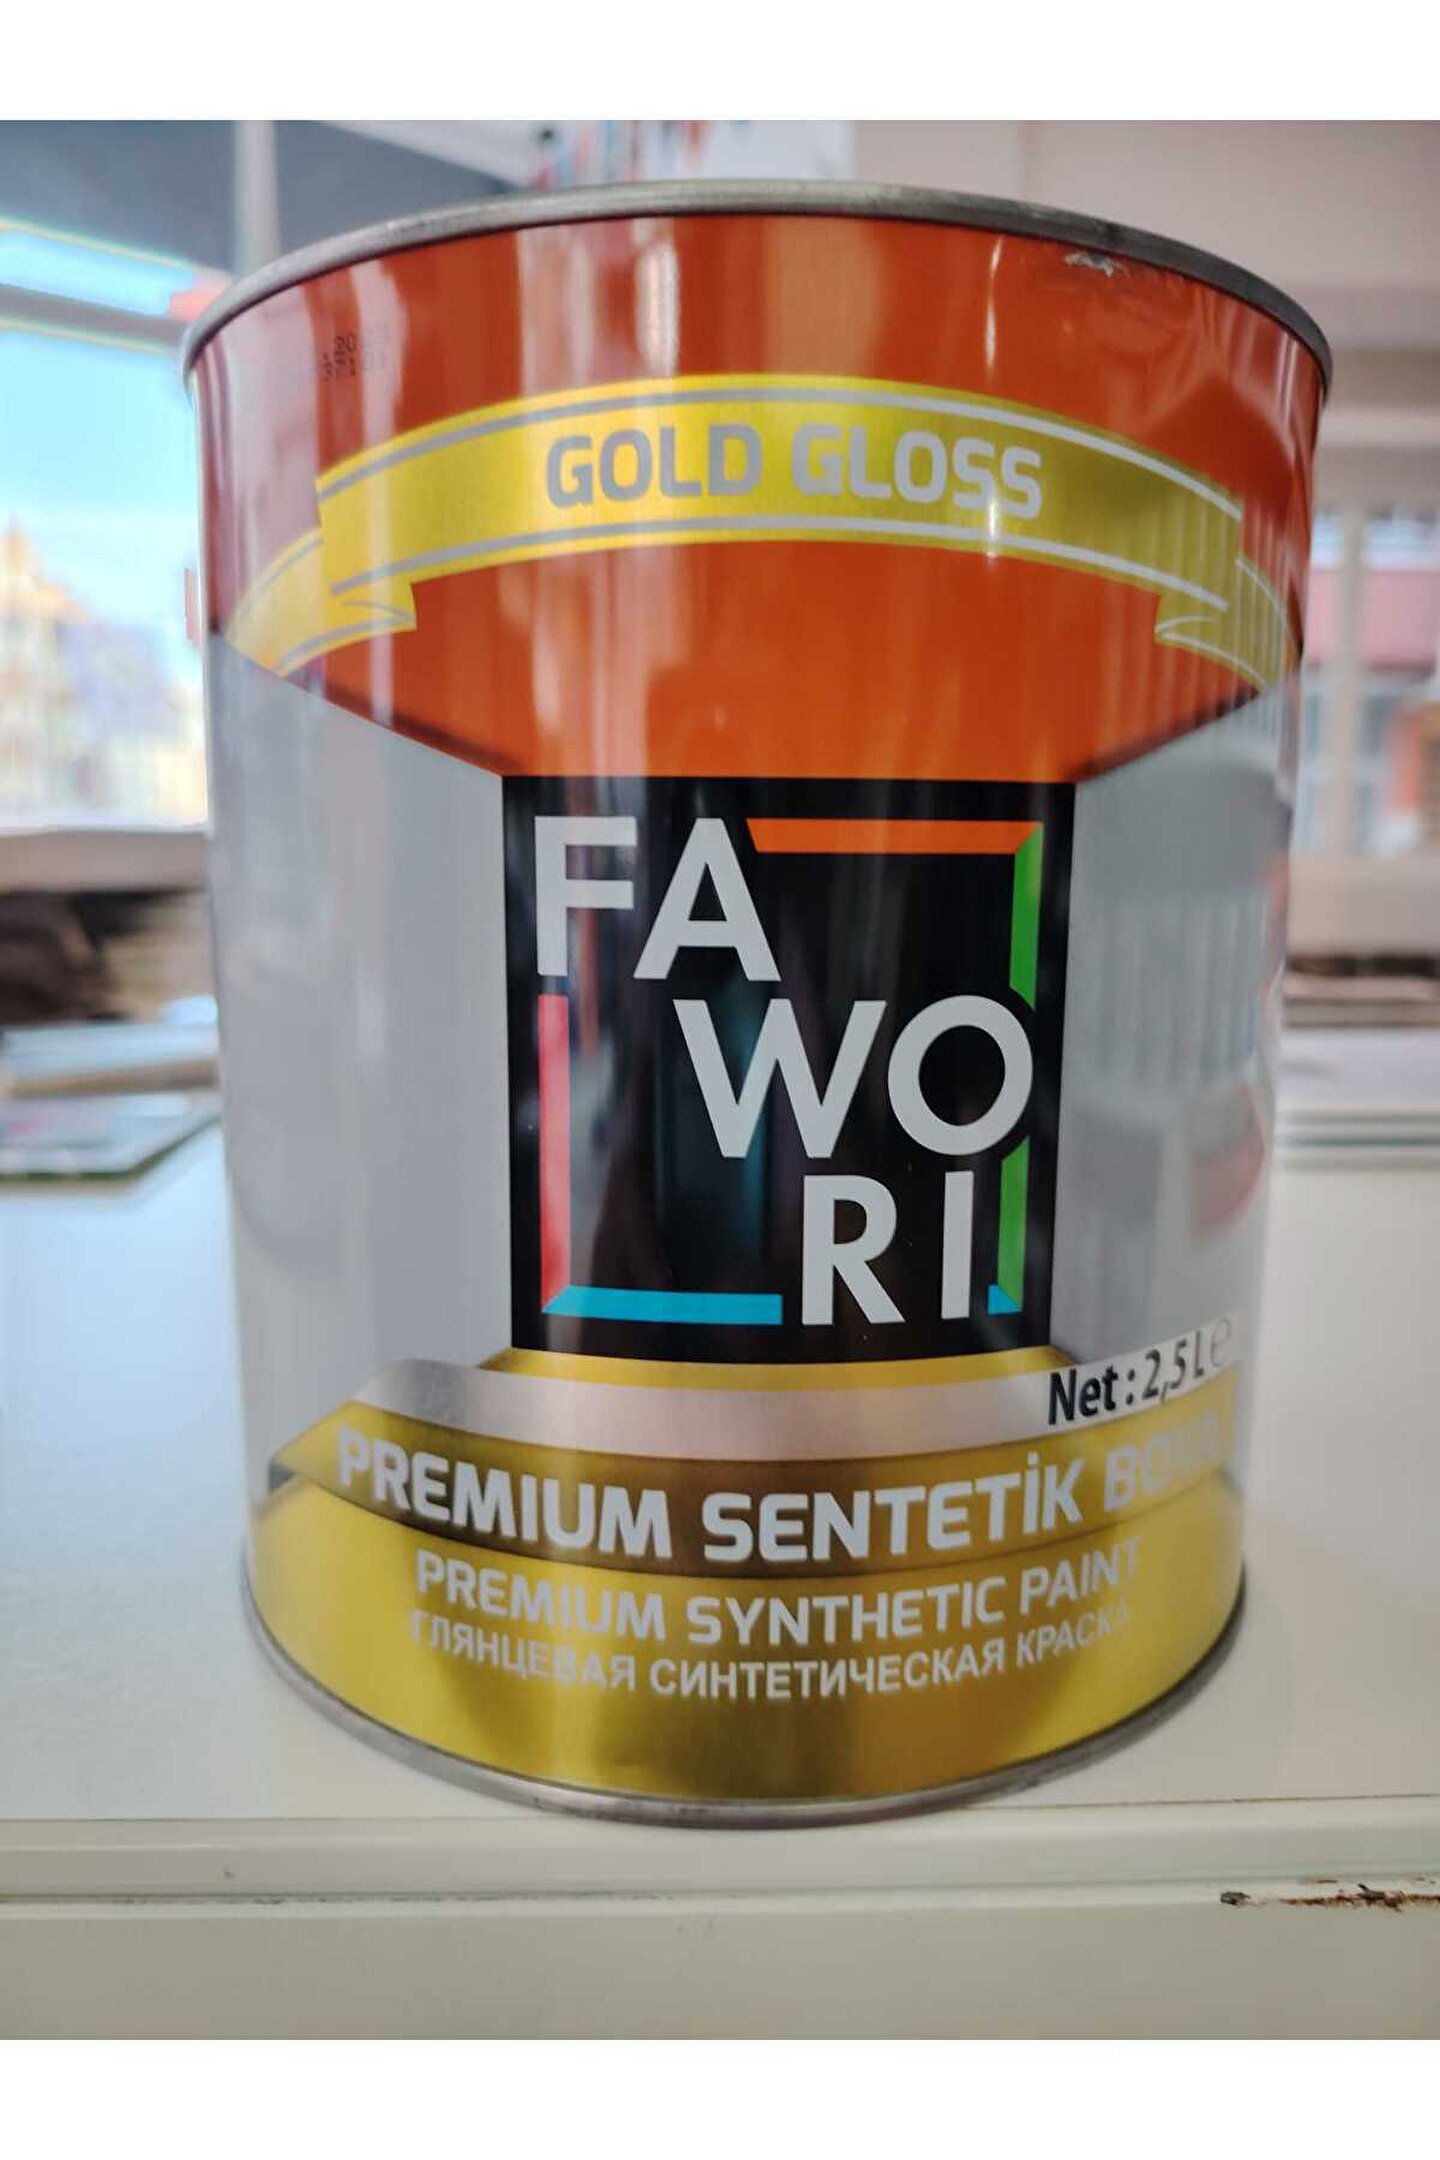 GOLD GLOSS
FA
WO
RI
Net : 2,5 L e
PREMIUM SENTETİK
PREMIUM SYNTHETIC PAINT
ГЛЯНЦЕВАЯ СИНТЕТИЧЕСКАЯ КРАСКА